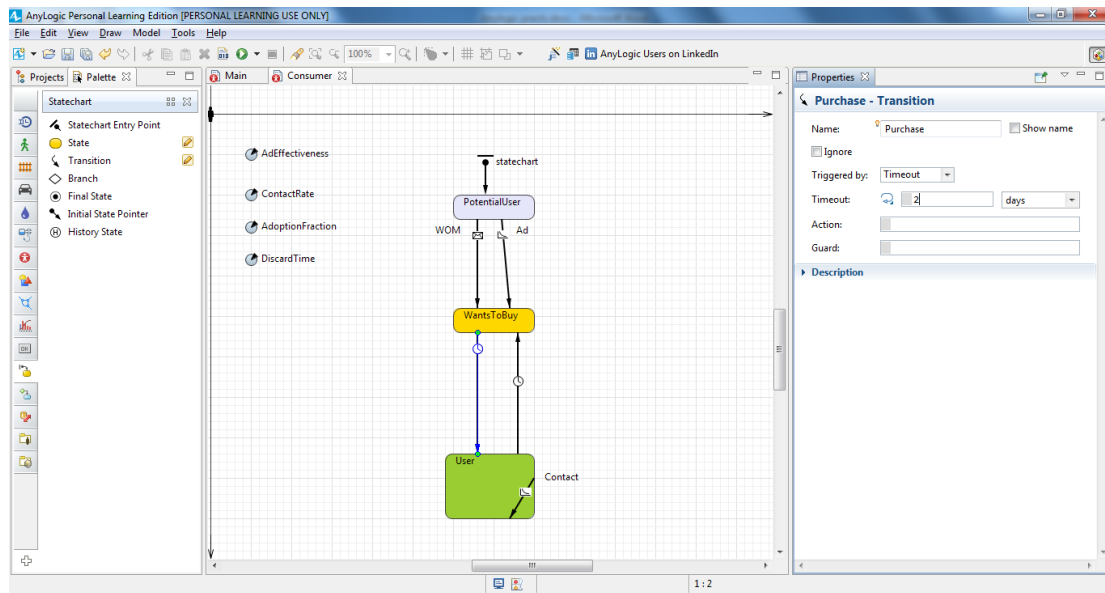 AnyLogic Personal Learning Edition [PERSONAL LEARNING USE ONLY]
File Edit View Draw Model Tools Help
100%
AnyLogic Users on LinkedIn
Projects Palette
Main
Consumer
Properties
Statechart
Statechart Entry Point
State
Transition
Branch
Final State
Initial State Pointer
History State
AdEffectiveness
ContactRate
AdoptionFraction
DiscardTime
statechart
PotentialUser
WOM
Ad
WantsToBuy
User
Contact
Purchase - Transition
Name: Purchase Show name
Ignore
Triggered by: Timeout
Timeout: 2 days
Action:
Guard:
Description
1:2